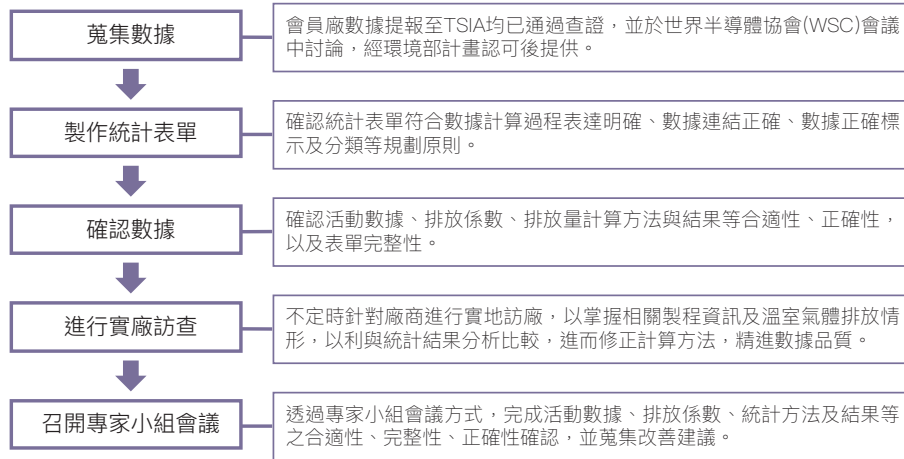 蒐集數據
會員廠數據提報至TSIA均已通過查證，並於世界半導體協會(WSC)會議
中討論，經環境部計畫認可後提供。
製作統計表單
確認統計表單符合數據計算過程表達明確、數據連結正確、數據正確標
示及分類等規劃原則。
確認數據
確認活動數據、排放係數、排放量計算方法與結果等合適性、正確性，
以及表單完整性。
進行實廠訪查
不定時針對廠商進行實地訪廠，以掌握相關製程資訊及溫室氣體排放情
形，以利與統計結果分析比較，進而修正計算方法，精進數據品質。
召開專家小組會議
透過專家小組會議方式，完成活動數據、排放係數、統計方法及結果等
之合適性、完整性、正確性確認，並蒐集改善建議。